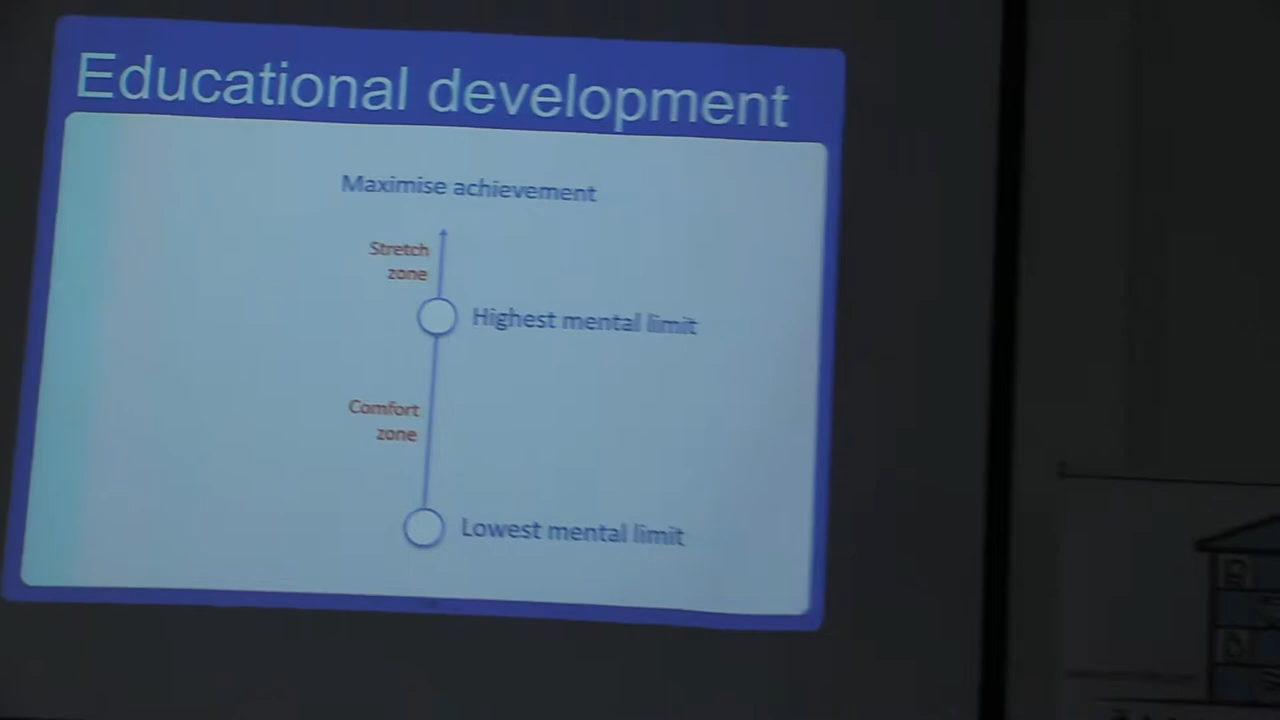 Educational development
Maximise achievement
Stretch
zone
Highest mental limit
Comfort
zone
Lowest mental limit